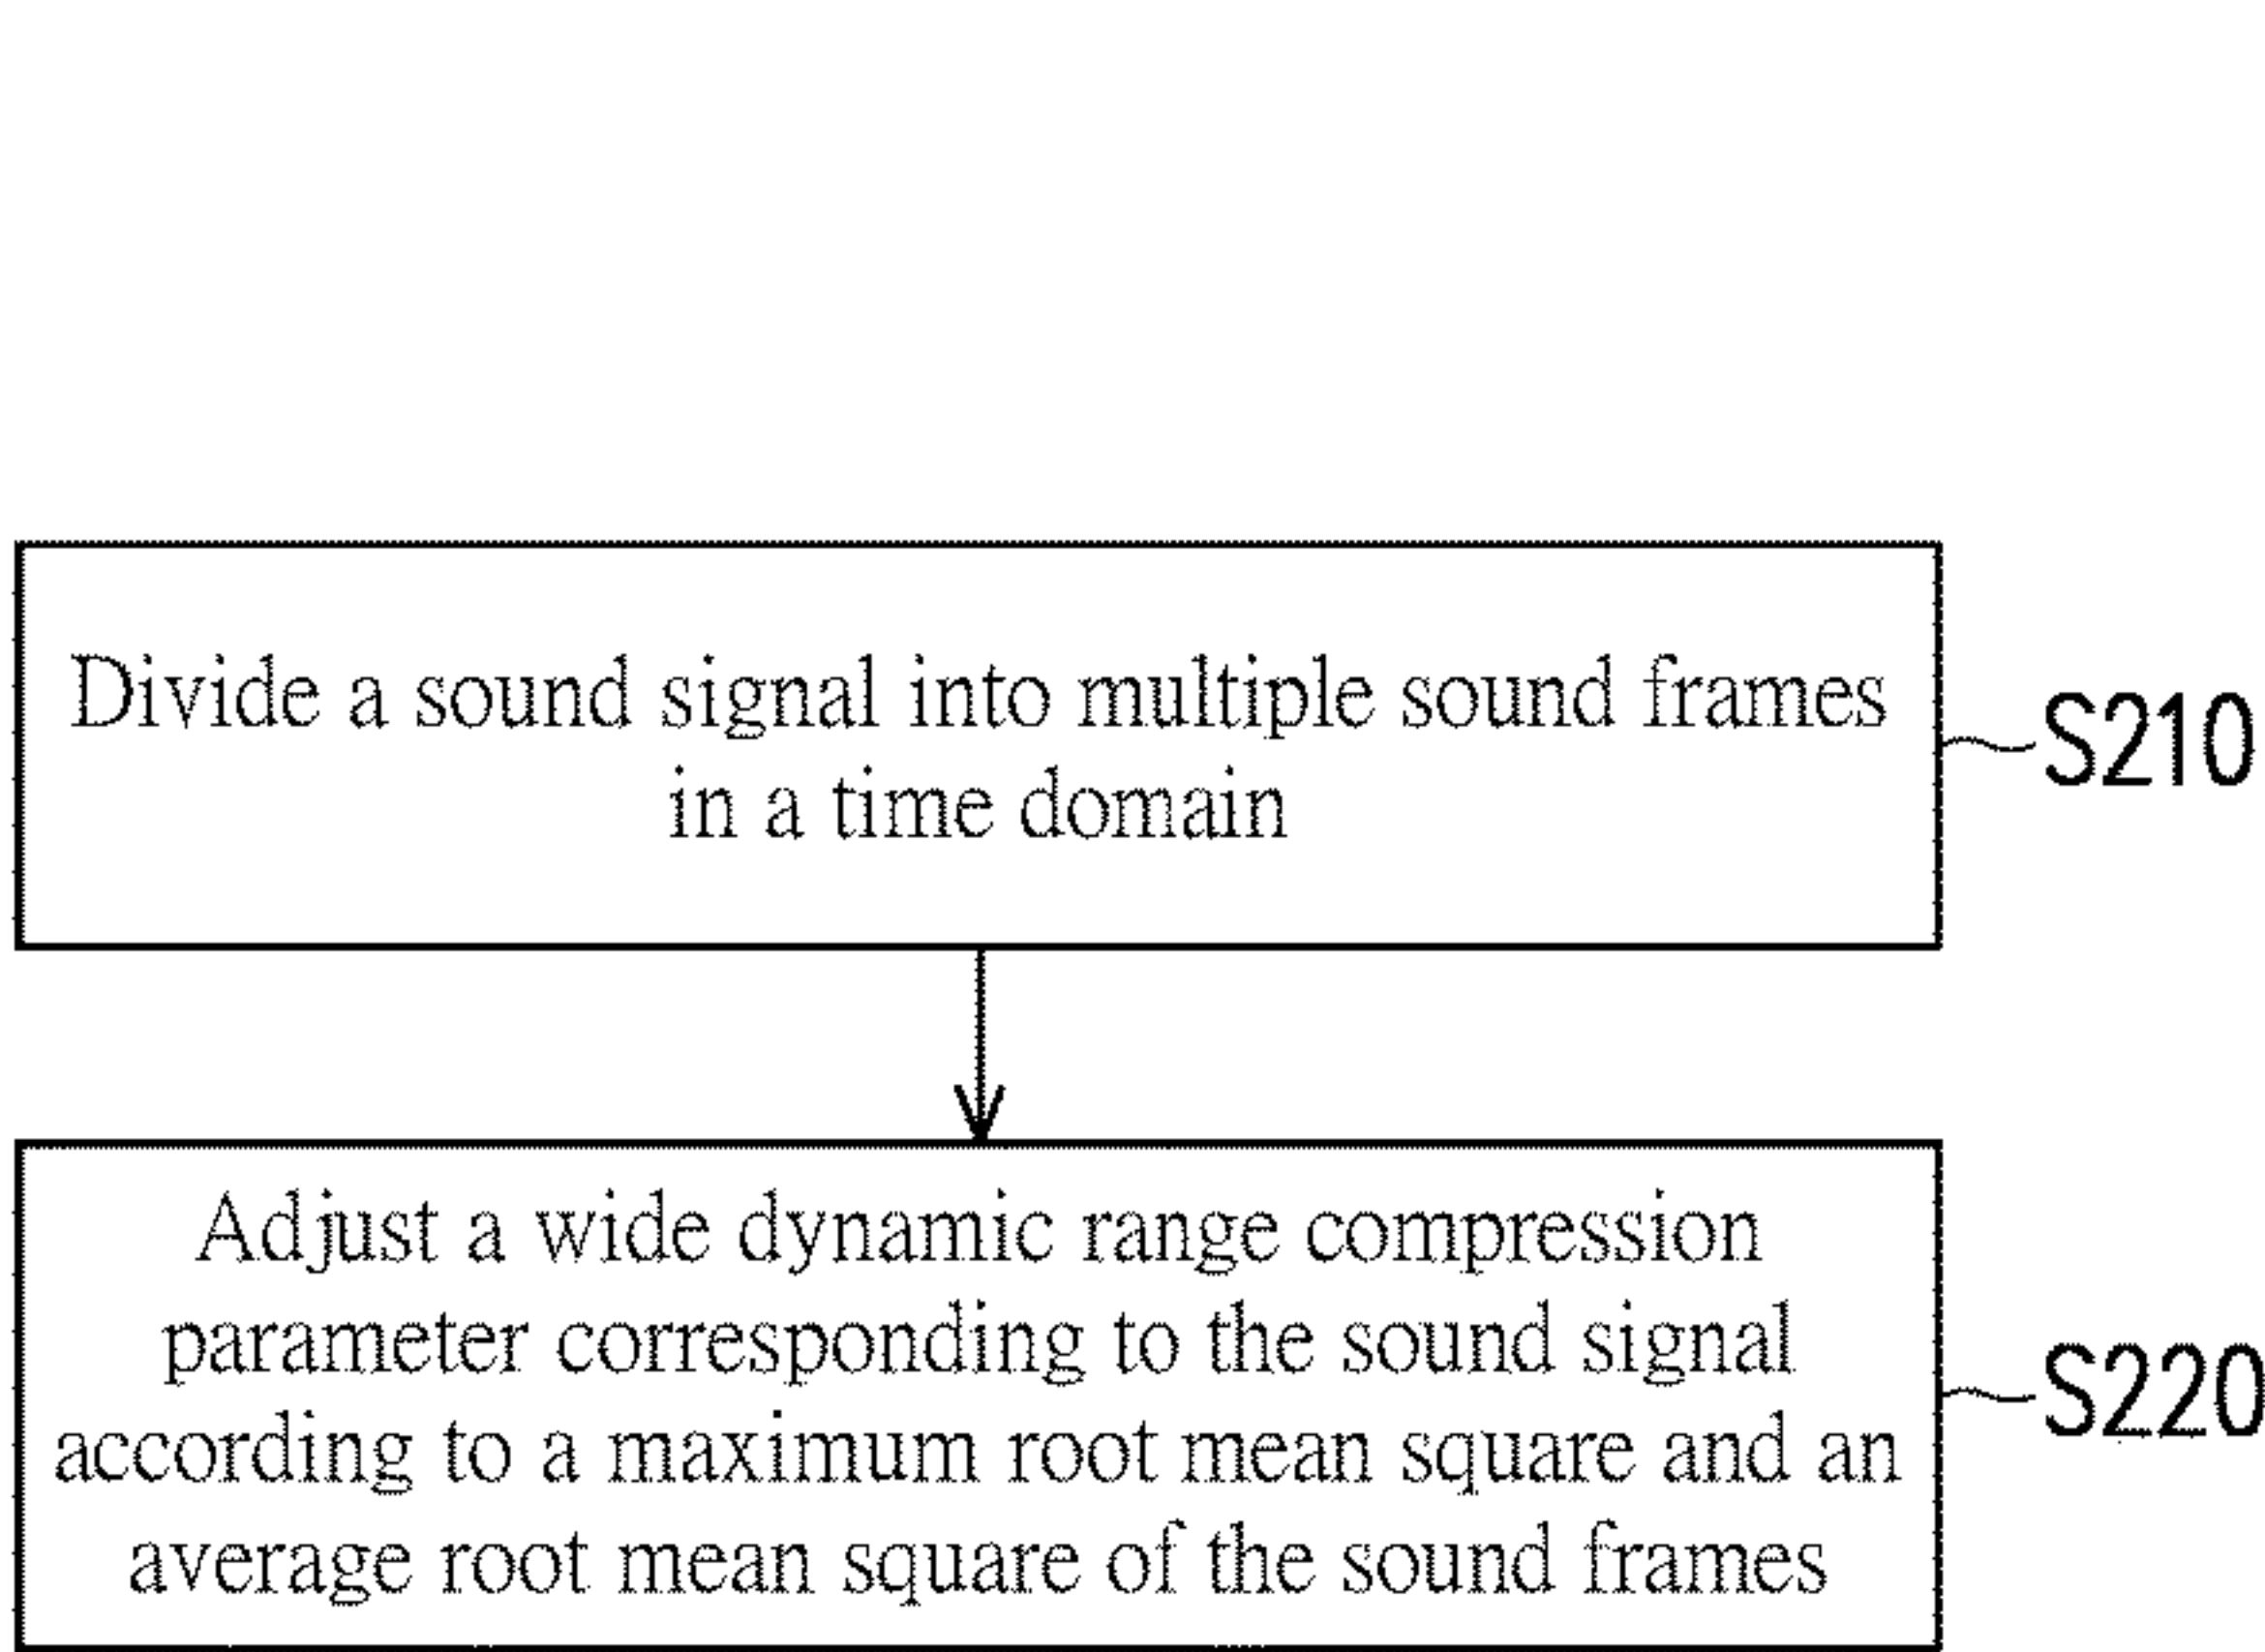 Divide a sound signal into multiple sound frames
in a time domain
S210
Adjust a wide dynamic range compression
parameter corresponding to the sound signal
according to a maximum root mean square and an
average root mean square of the sound frames
S220